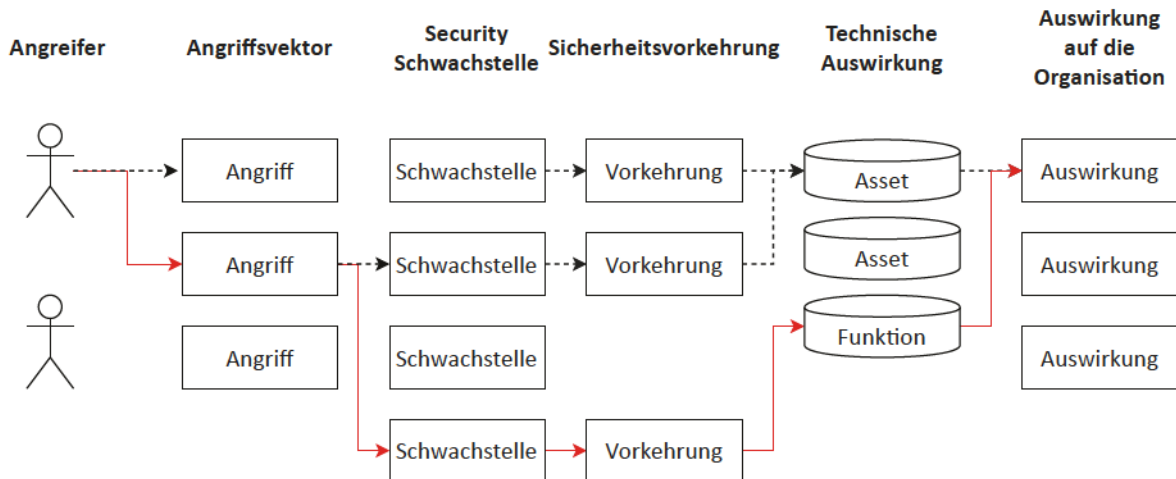 Angreifer
Angriffsvektor
Security
Schwachstelle
Sicherheitsvorkehrung
Technische
Auswirkung
Auswirkung
auf die
Organisation
Angriff
Schwachstelle
Vorkehrung
Asset
Auswirkung
Angriff
Schwachstelle
Vorkehrung
Asset
Auswirkung
Angriff
Schwachstelle
Funktion
Auswirkung
Schwachstelle
Vorkehrung